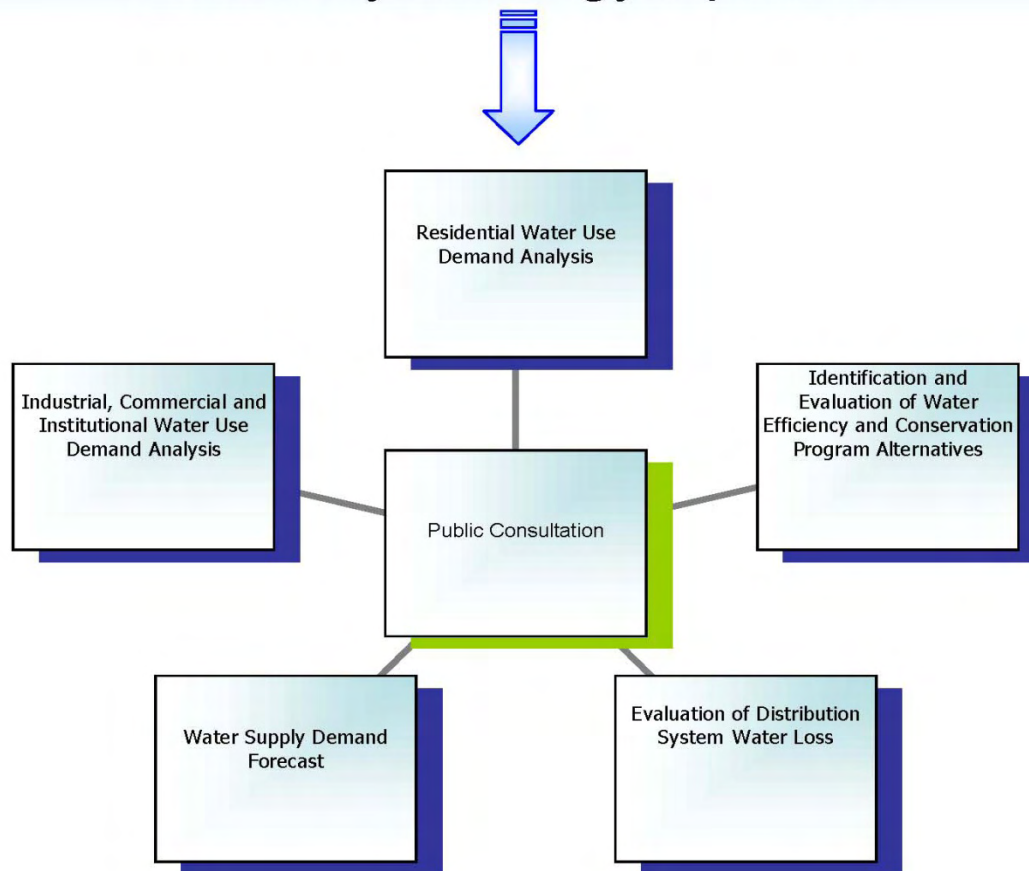 Residential Water Use
Demand Analysis
Industrial, Commercial and
Institutional Water Use
Demand Analysis
Identification and
Evaluation of Water
Efficiency and Conservation
Program Alternatives
Public Consultation
Water Supply Demand
Forecast
Evaluation of Distribution
System Water Loss